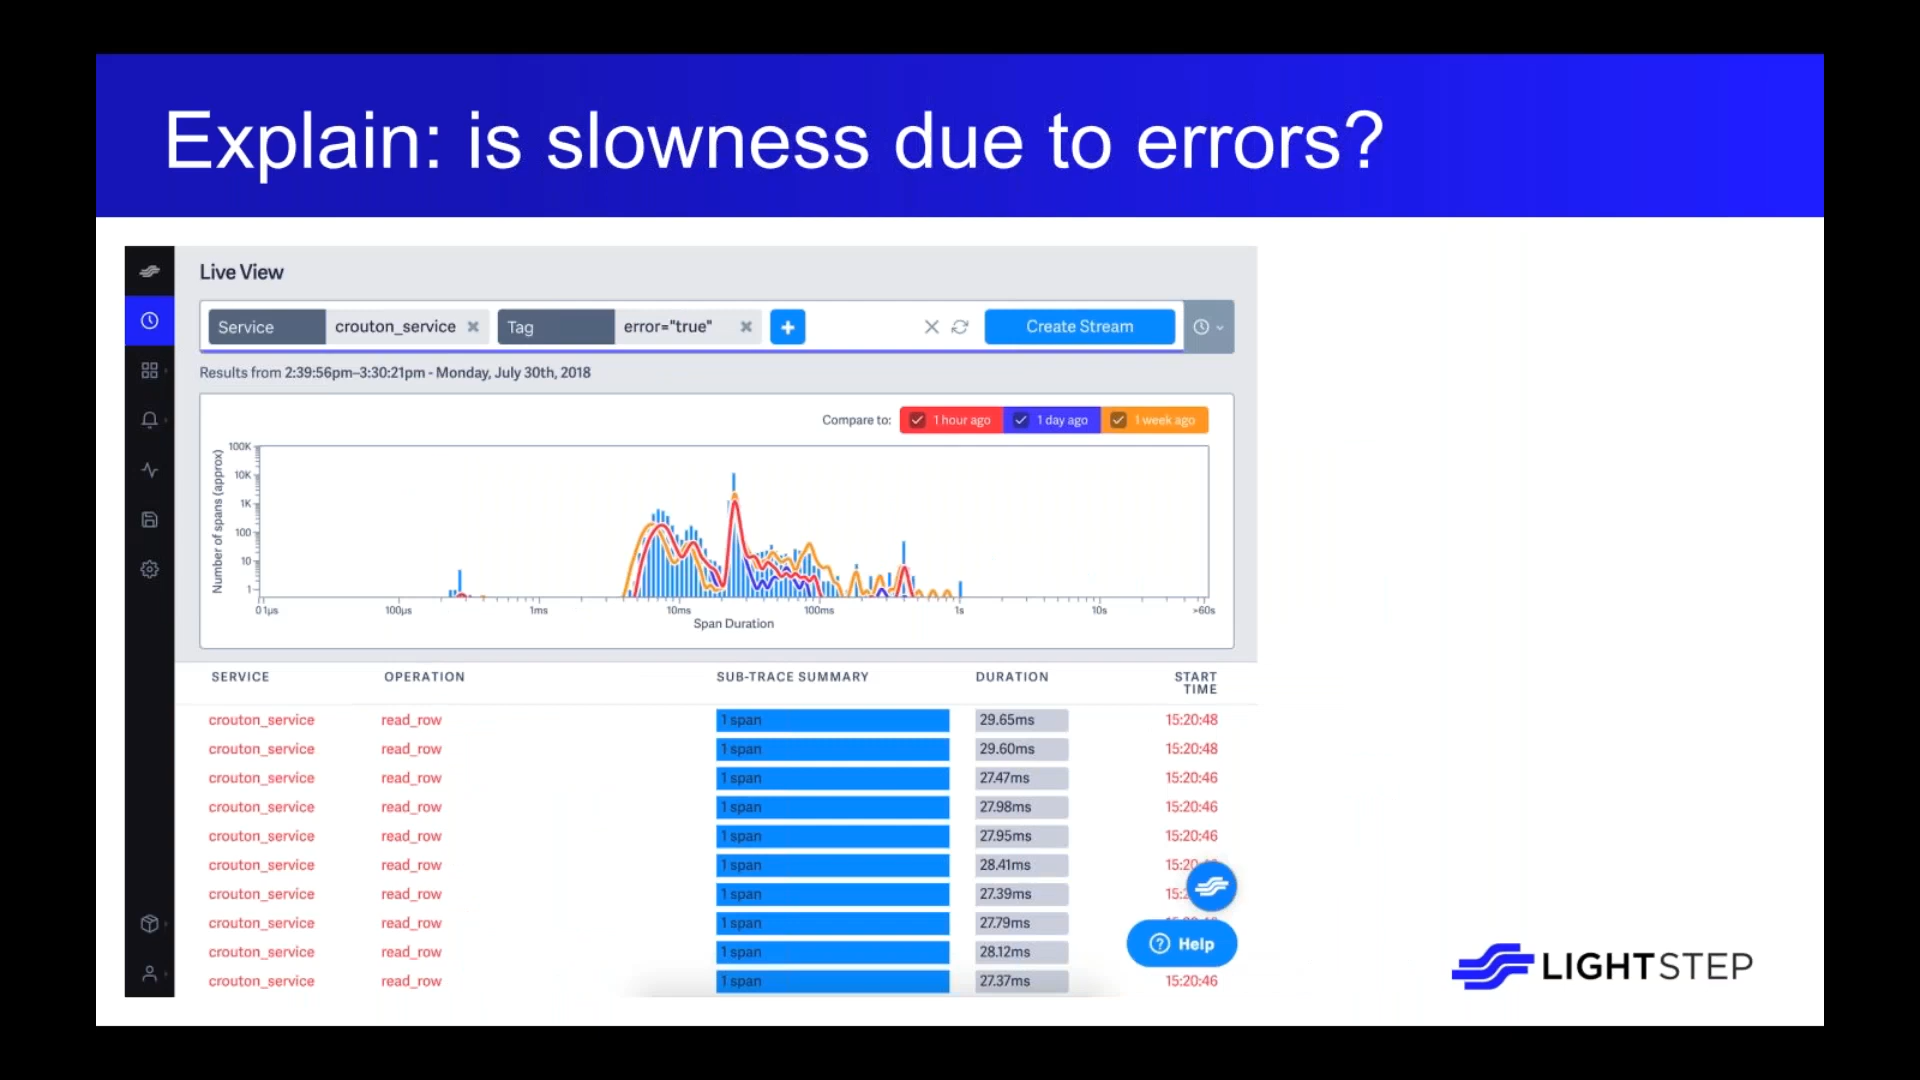 Explain: is slowness due to errors?
Live View
Service crouton_service Tag error="true" Create Stream
Results from 2:39:56pm–3:30:21pm - Monday, July 30th, 2018
Compare to: 1 hour ago 1 day ago 1 week ago
Number of spans (approx)
100K
10K
1K
100
10
1
0 1µs 100µs 1ms 10ms 100ms 1s 10s >60s
Span Duration
SERVICE OPERATION SUB-TRACE SUMMARY DURATION START TIME
crouton_service read_row 1 span 29.65ms 15:20:48
crouton_service read_row 1 span 29.60ms 15:20:48
crouton_service read_row 1 span 27.47ms 15:20:46
crouton_service read_row 1 span 27.98ms 15:20:46
crouton_service read_row 1 span 27.95ms 15:20:46
crouton_service read_row 1 span 28.41ms
crouton_service read_row 1 span 27.39ms
crouton_service read_row 1 span 27.79ms
crouton_service read_row 1 span 28.12ms
crouton_service read_row 1 span 27.37ms 15:20:46
Help
LIGHTSTEP